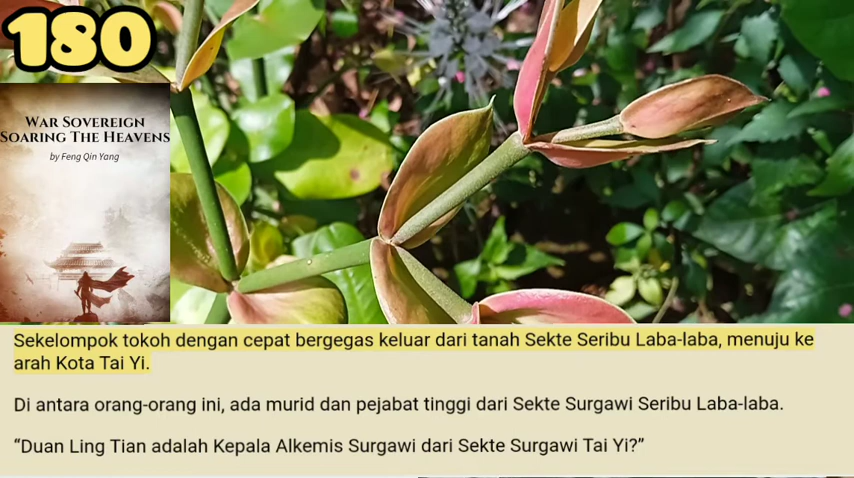 180
WAR SOVEREIGN
SOARING THE HEAVENS
by Feng Qin Yang
Sekelompok tokoh dengan cepat bergegas keluar dari tanah Sekte Seribu Laba-laba, menuju ke
arah Kota Tai Yi.
Di antara orang-orang ini, ada murid dan pejabat tinggi dari Sekte Surgawi Seribu Laba-laba.
“Duan Ling Tian adalah Kepala Alkemis Surgawi dari Sekte Surgawi Tai Yi?”